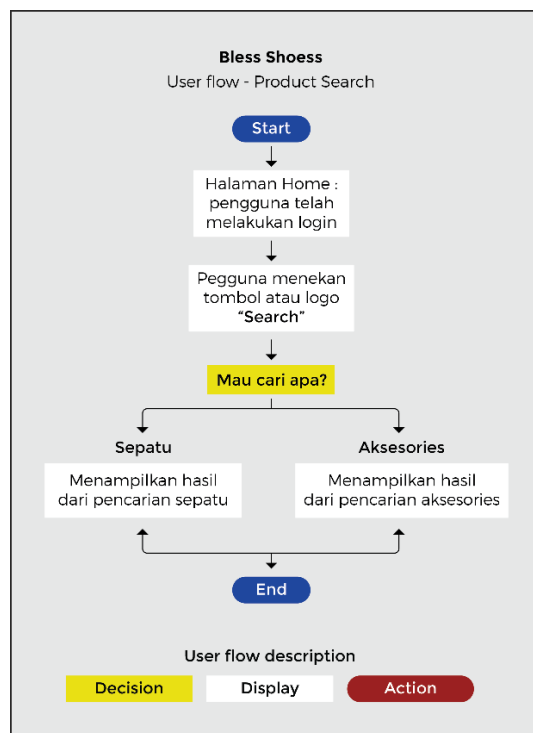 Bless Shoess
User flow - Product Search
Start
Halaman Home :
pengguna telah
melakukan login
Pegguna menekan
tombol atau logo
“Search”
Mau cari apa?
Sepatu
Menampilkan hasil
dari pencarian sepatu
Aksesories
Menampilkan hasil
dari pencarian aksesories
End
User flow description
Decision
Display
Action